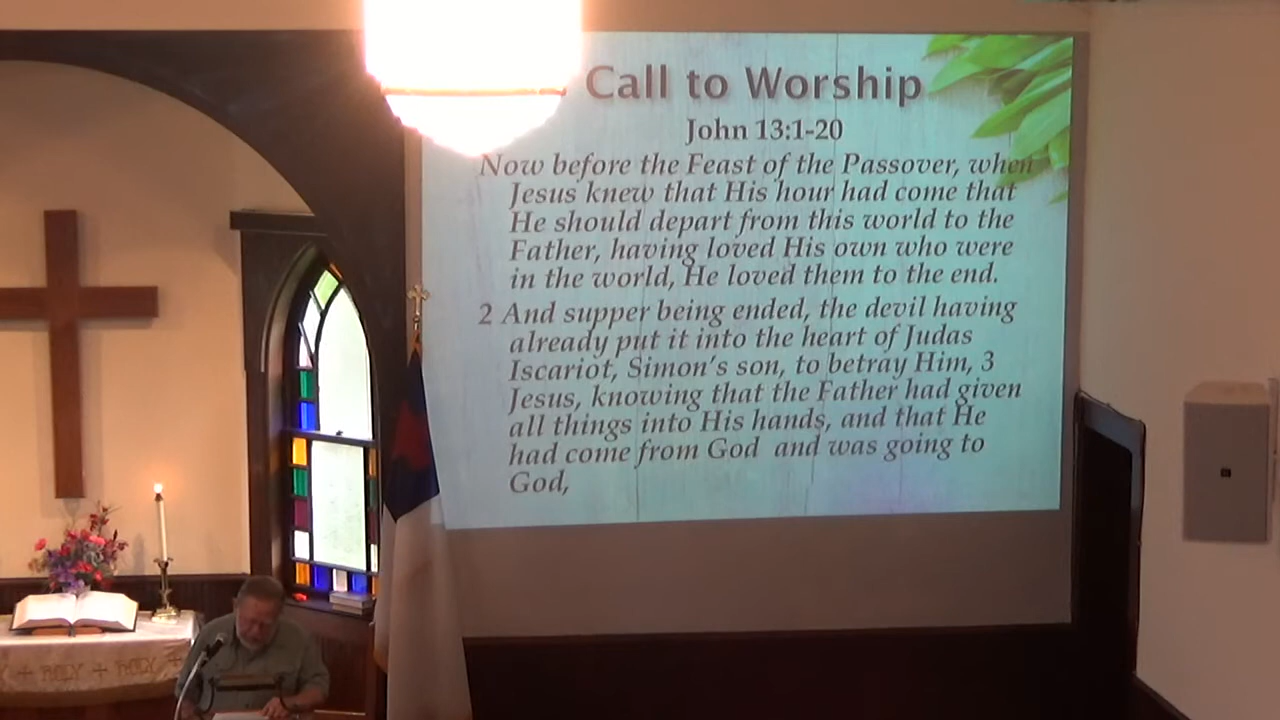 Call to Worship
John 13:1-20
Now before the Feast of the Passover, when
Jesus knew that His hour had come that
He should depart from this world to the
Father, having loved His own who were
in the world, He loved them to the end.
2 And supper being ended, the devil having
already put it into the heart of Judas
Iscariot, Simon's son, to betray Him, 3
Jesus, knowing that the Father had given
all things into His hands, and that He
had come from God and was going to
God,
HOLY HOLY